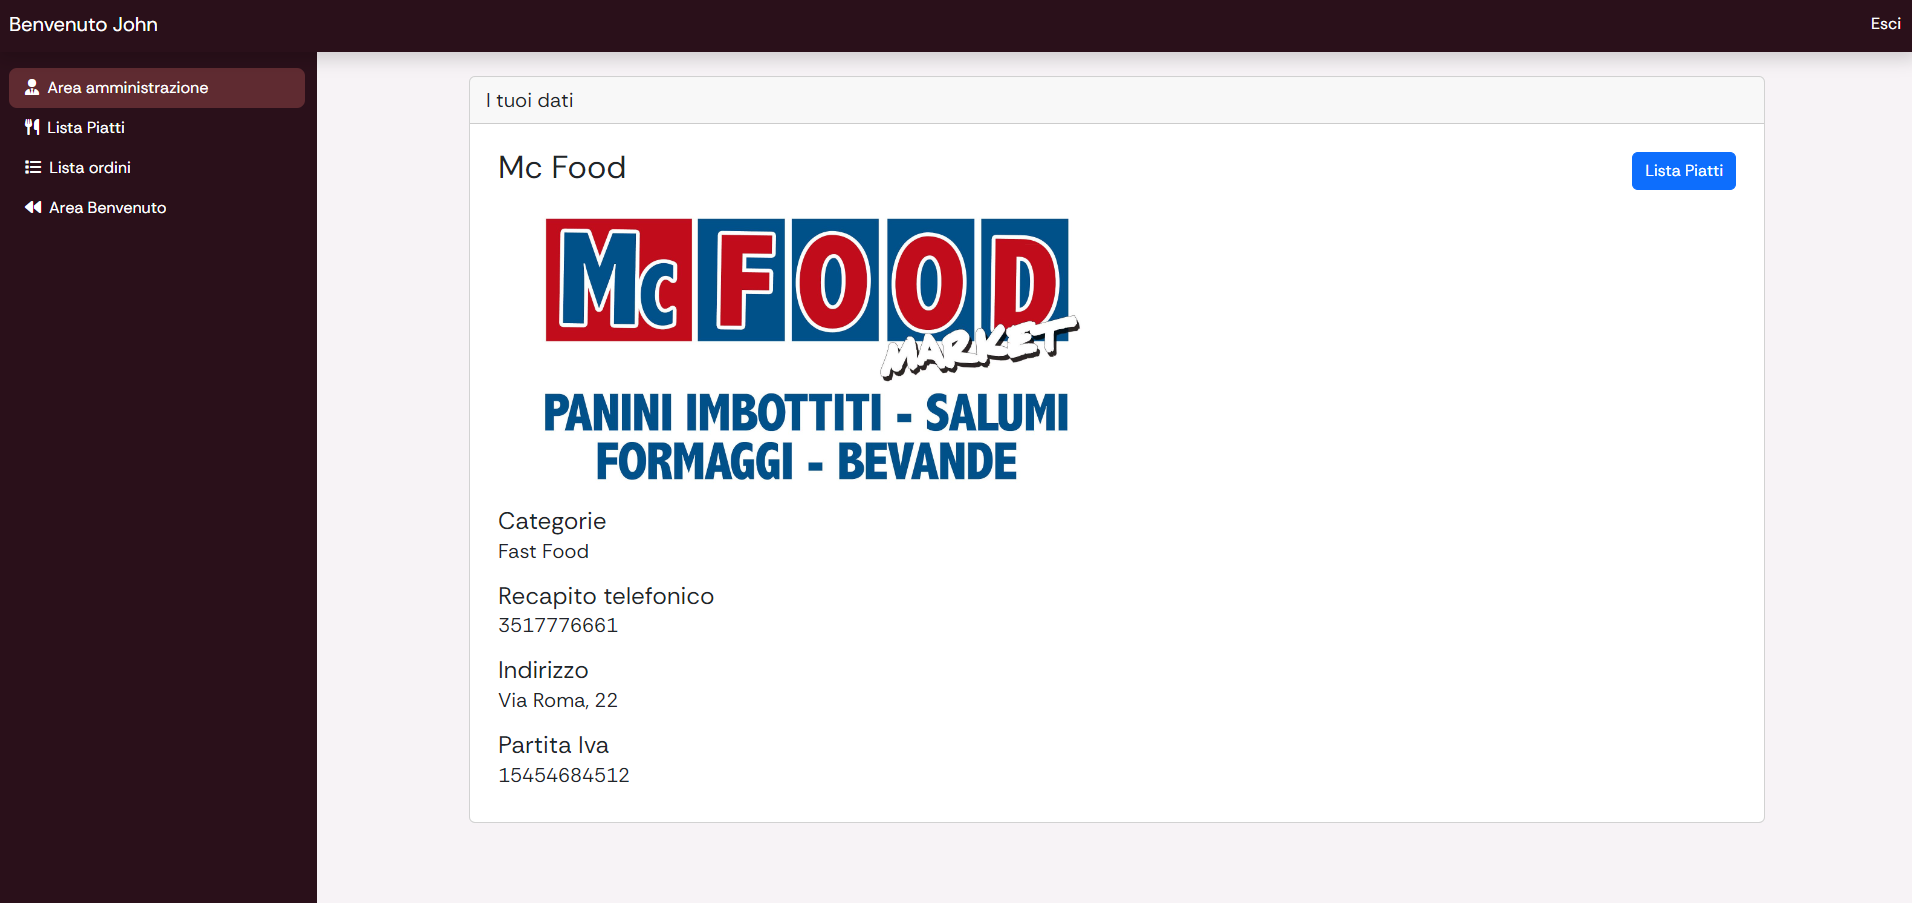 Benvenuto John
Esci
Area amministrazione
Lista Piatti
Lista ordini
Area Benvenuto
I tuoi dati
Mc Food
Lista Piatti
Mc FOOD
MARKET
PANINI IMBOTTITI - SALUMI
FORMAGGI - BEVANDE
Categorie
Fast Food
Recapito telefonico
3517776661
Indirizzo
Via Roma, 22
Partita Iva
15454684512